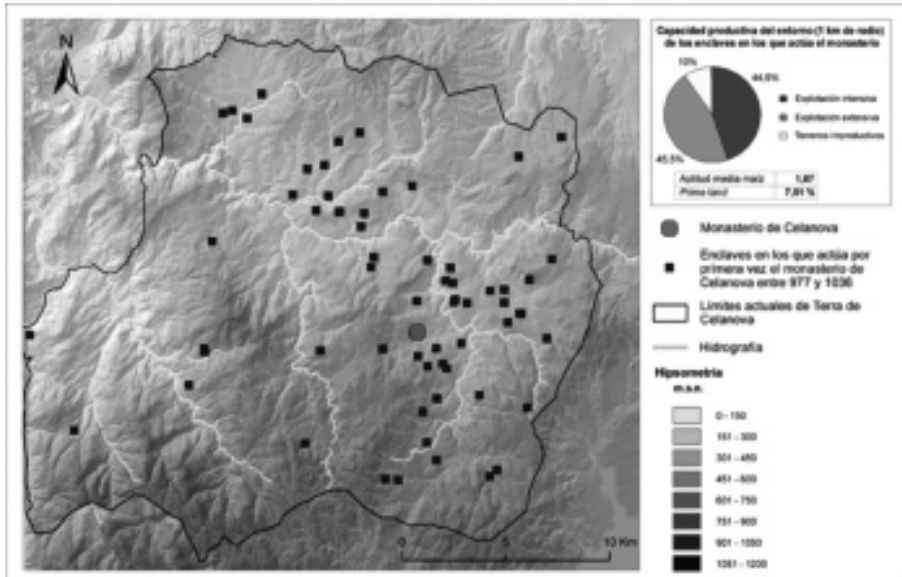 N
0
5
10 Km
Capacidad productiva del entorno (1 km de radio)
de los enclaves en los que actúa el monasterio
10%
44,5%
45,5%
Explotación intensiva
Explotación extensiva
Terrenos improductivos
Aptitud media maíz 1,87
Prime land 7,01 %
Monasterio de Celanova
Enclaves en los que actúa por
primera vez el monasterio de
Celanova entre 977 y 1036
Límites actuales de Terra de
Celanova
Hidrografía
Hipsometría
0 - 150
151 - 300
301 - 450
451 - 600
601 - 750
751 - 900
901 - 1050
1051 - 1200